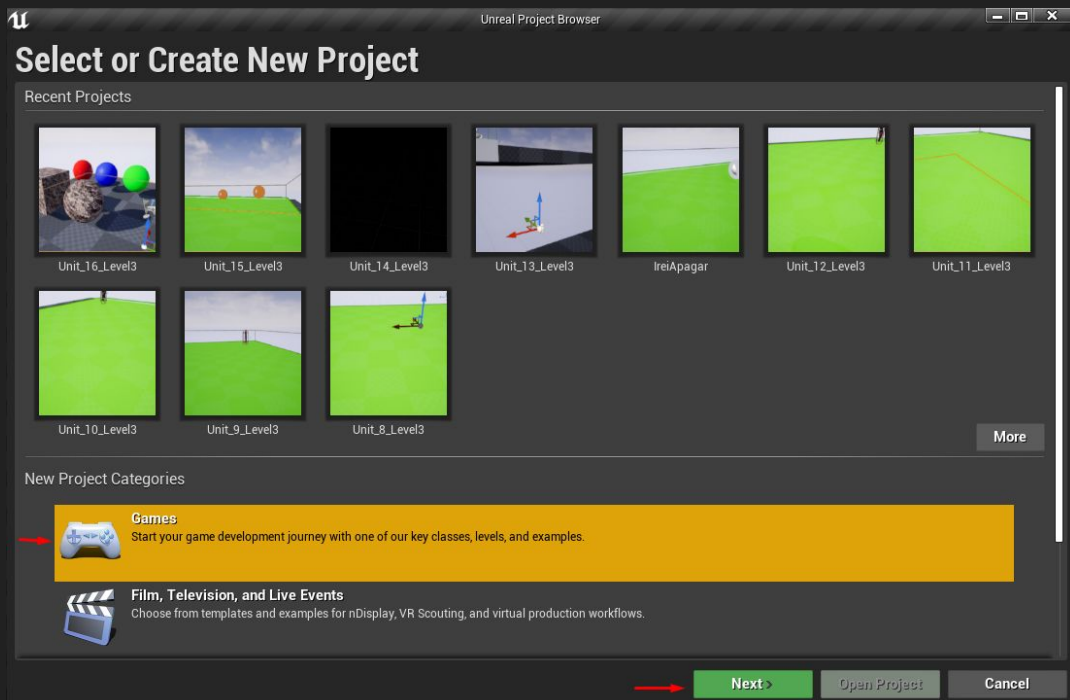 Unreal Project Browser
Select or Create New Project
Recent Projects
Unit_16_Level3
Unit_15_Level3
Unit_14_Level3
Unit_13_Level3
IreiApagar
Unit_12_Level3
Unit_11_Level3
Unit_10_Level3
Unit_9_Level3
Unit_8_Level3
More
New Project Categories
Games
Start your game development journey with one of our key classes, levels, and examples.
Film, Television, and Live Events
Choose from templates and examples for nDisplay, VR Scouting, and virtual production workflows.
Next >
Open Project
Cancel